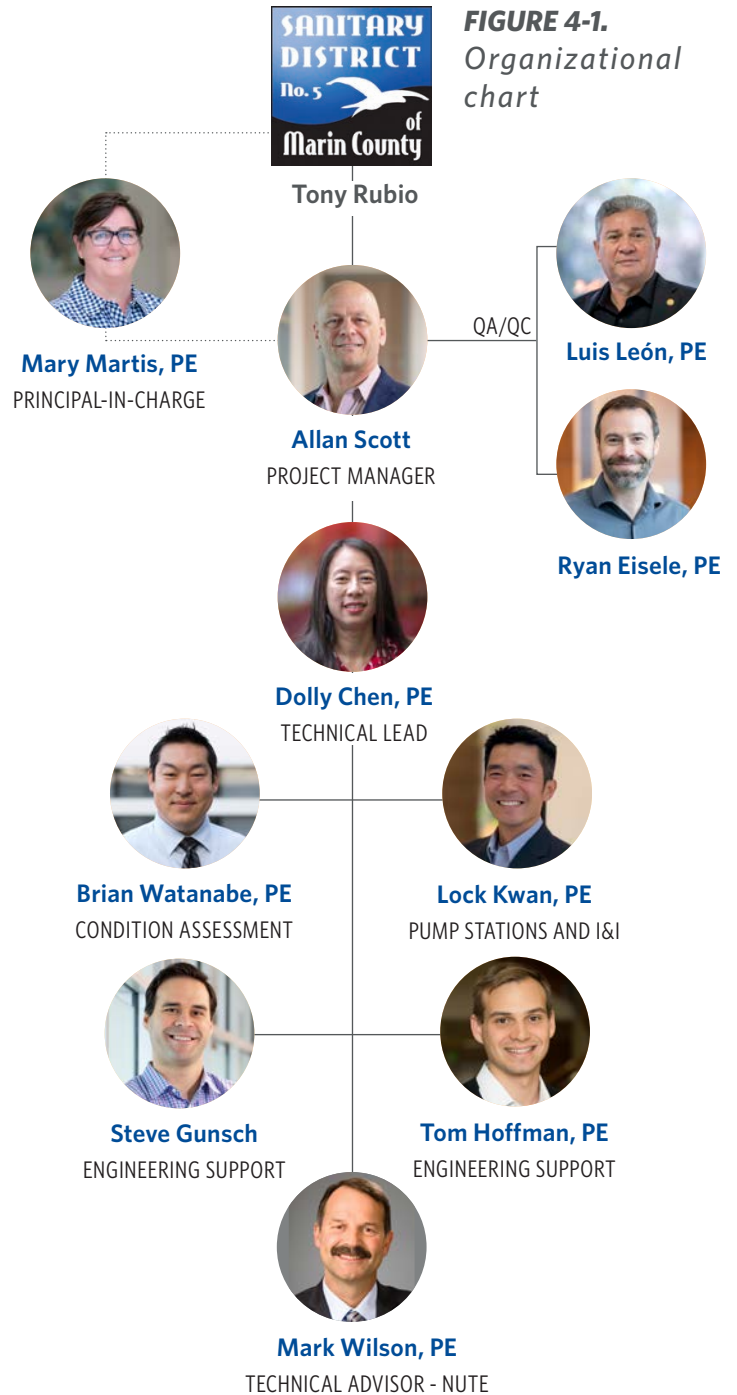 SANITARY
DISTRICT
No. 5
of
Marin County
FIGURE 4-1.
Organizational
chart
Tony Rubio
Mary Martis, PE
PRINCIPAL-IN-CHARGE
Allan Scott
PROJECT MANAGER
QA/QC
Luis León, PE
Ryan Eisele, PE
Dolly Chen, PE
TECHNICAL LEAD
Brian Watanabe, PE
CONDITION ASSESSMENT
Lock Kwan, PE
PUMP STATIONS AND I&I
Steve Gunsch
ENGINEERING SUPPORT
Tom Hoffman, PE
ENGINEERING SUPPORT
Mark Wilson, PE
TECHNICAL ADVISOR - NUTE